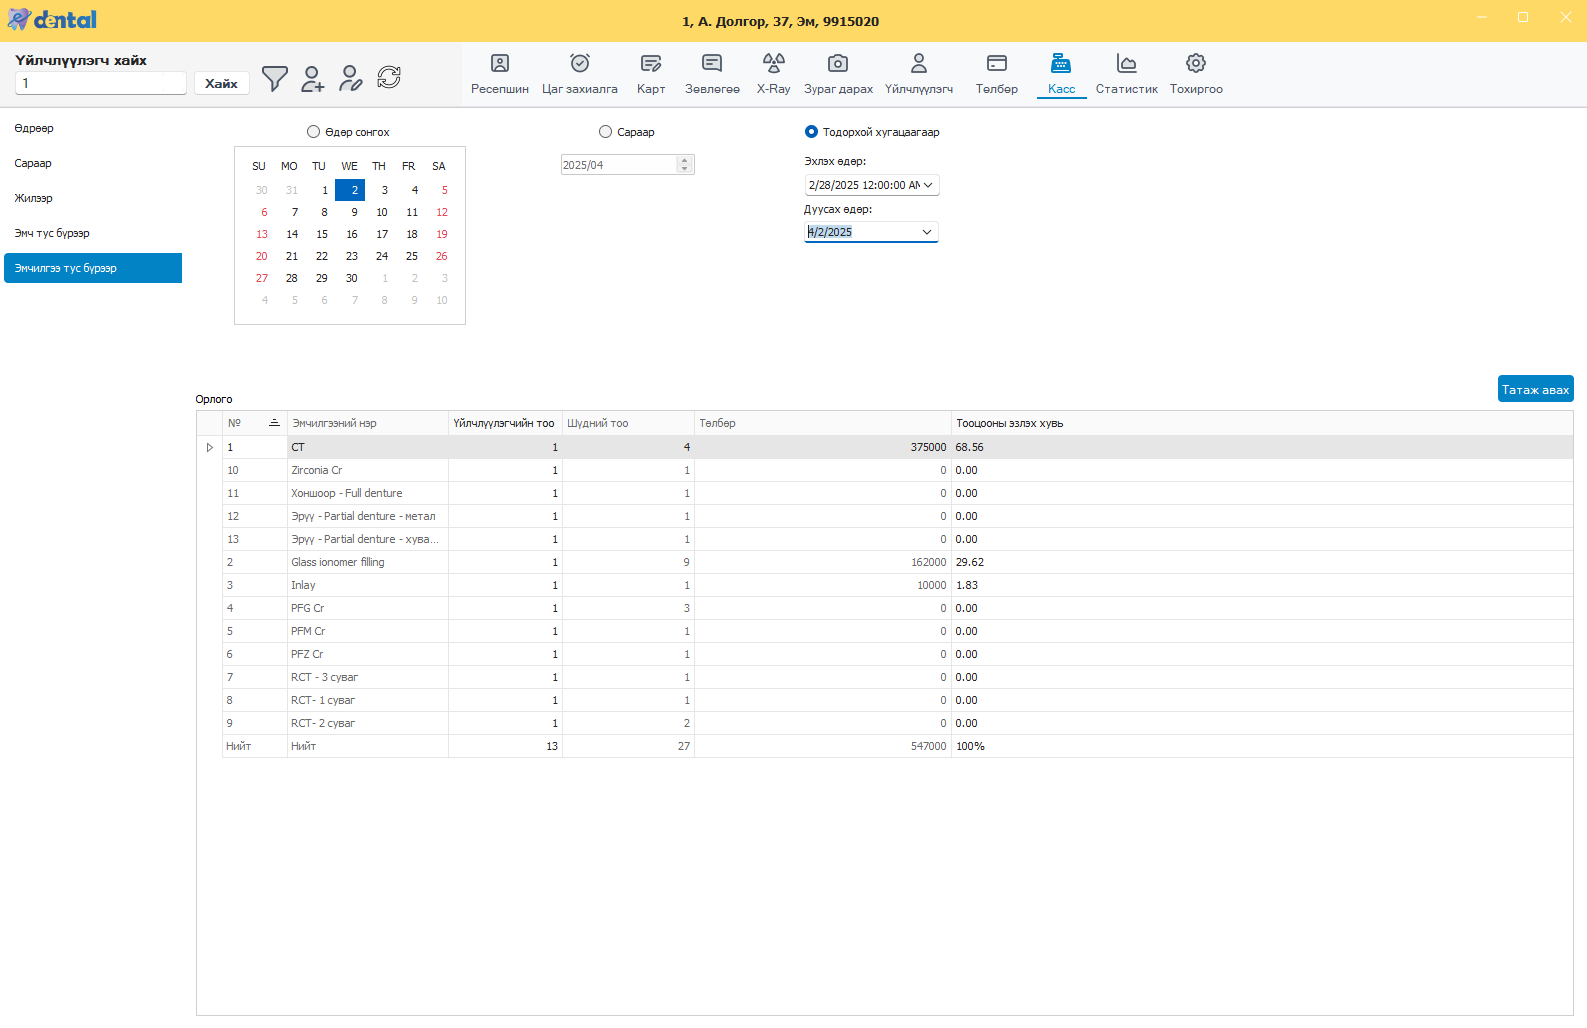 dental
1, А. Долгор, 37, Эм, 9915020
Үйлчлүүлэгч хайх
1
Хайх
Ресепшин
Цаг захиалга
Карт
Зөвлөгөө
X-Ray
Зураг дарах
Үйлчлүүлэгч
Төлбөр
Касс
Статистик
Тохиргоо
Өдрөөр
Сараар
Жилээр
Эмч тус бүрээр
Эмчилгээ тус бүрээр
Өдөр сонгох
SU MO TU WE TH FR SA
30 31 1 2 3 4 5
6 7 8 9 10 11 12
13 14 15 16 17 18 19
20 21 22 23 24 25 26
27 28 29 30 1 2 3
4 5 6 7 8 9 10
Сараар
2025/04
Тодорхой хугацаагаар
Эхлэх өдөр:
2/28/2025 12:00:00 AM
Дуусах өдөр:
4/2/2025
Татаж авах
Орлого
№ Эмчилгээний нэр Үйлчлүүлэгчийн тоо Шүдний тоо Төлбөр Тооцооны эзлэх хувь
1 CT 1 4 375000 68.56
10 Zirconia Cr 1 1 0 0.00
11 Хоншоор - Full denture 1 1 0 0.00
12 Эрүү - Partial denture - метал 1 1 0 0.00
13 Эрүү - Partial denture - хува... 1 1 0 0.00
2 Glass ionomer filling 1 9 162000 29.62
3 Inlay 1 1 10000 1.83
4 PFG Cr 1 3 0 0.00
5 PFM Cr 1 1 0 0.00
6 PFZ Cr 1 1 0 0.00
7 RCT - 3 суваг 1 1 0 0.00
8 RCT- 1 суваг 1 1 0 0.00
9 RCT- 2 суваг 1 2 0 0.00
Нийт Нийт 13 27 547000 100%